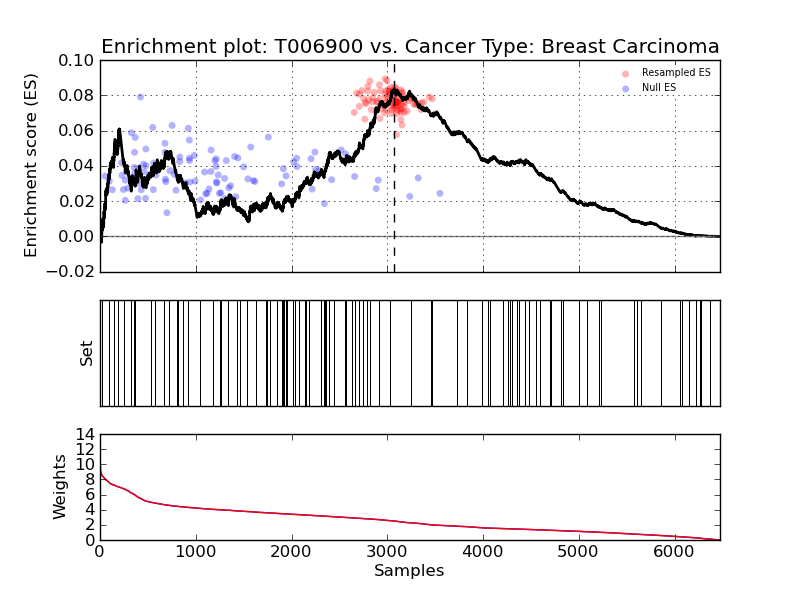 Enrichment plot: T006900 vs. Cancer Type: Breast Carcinoma
0.10
0.08
0.06
0.04
0.02
0.00
−0.02
Enrichment score (ES)
Resampled ES
Null ES
Set
14
12
10
8
6
4
2
0
Weights
0 1000 2000 3000 4000 5000 6000
Samples